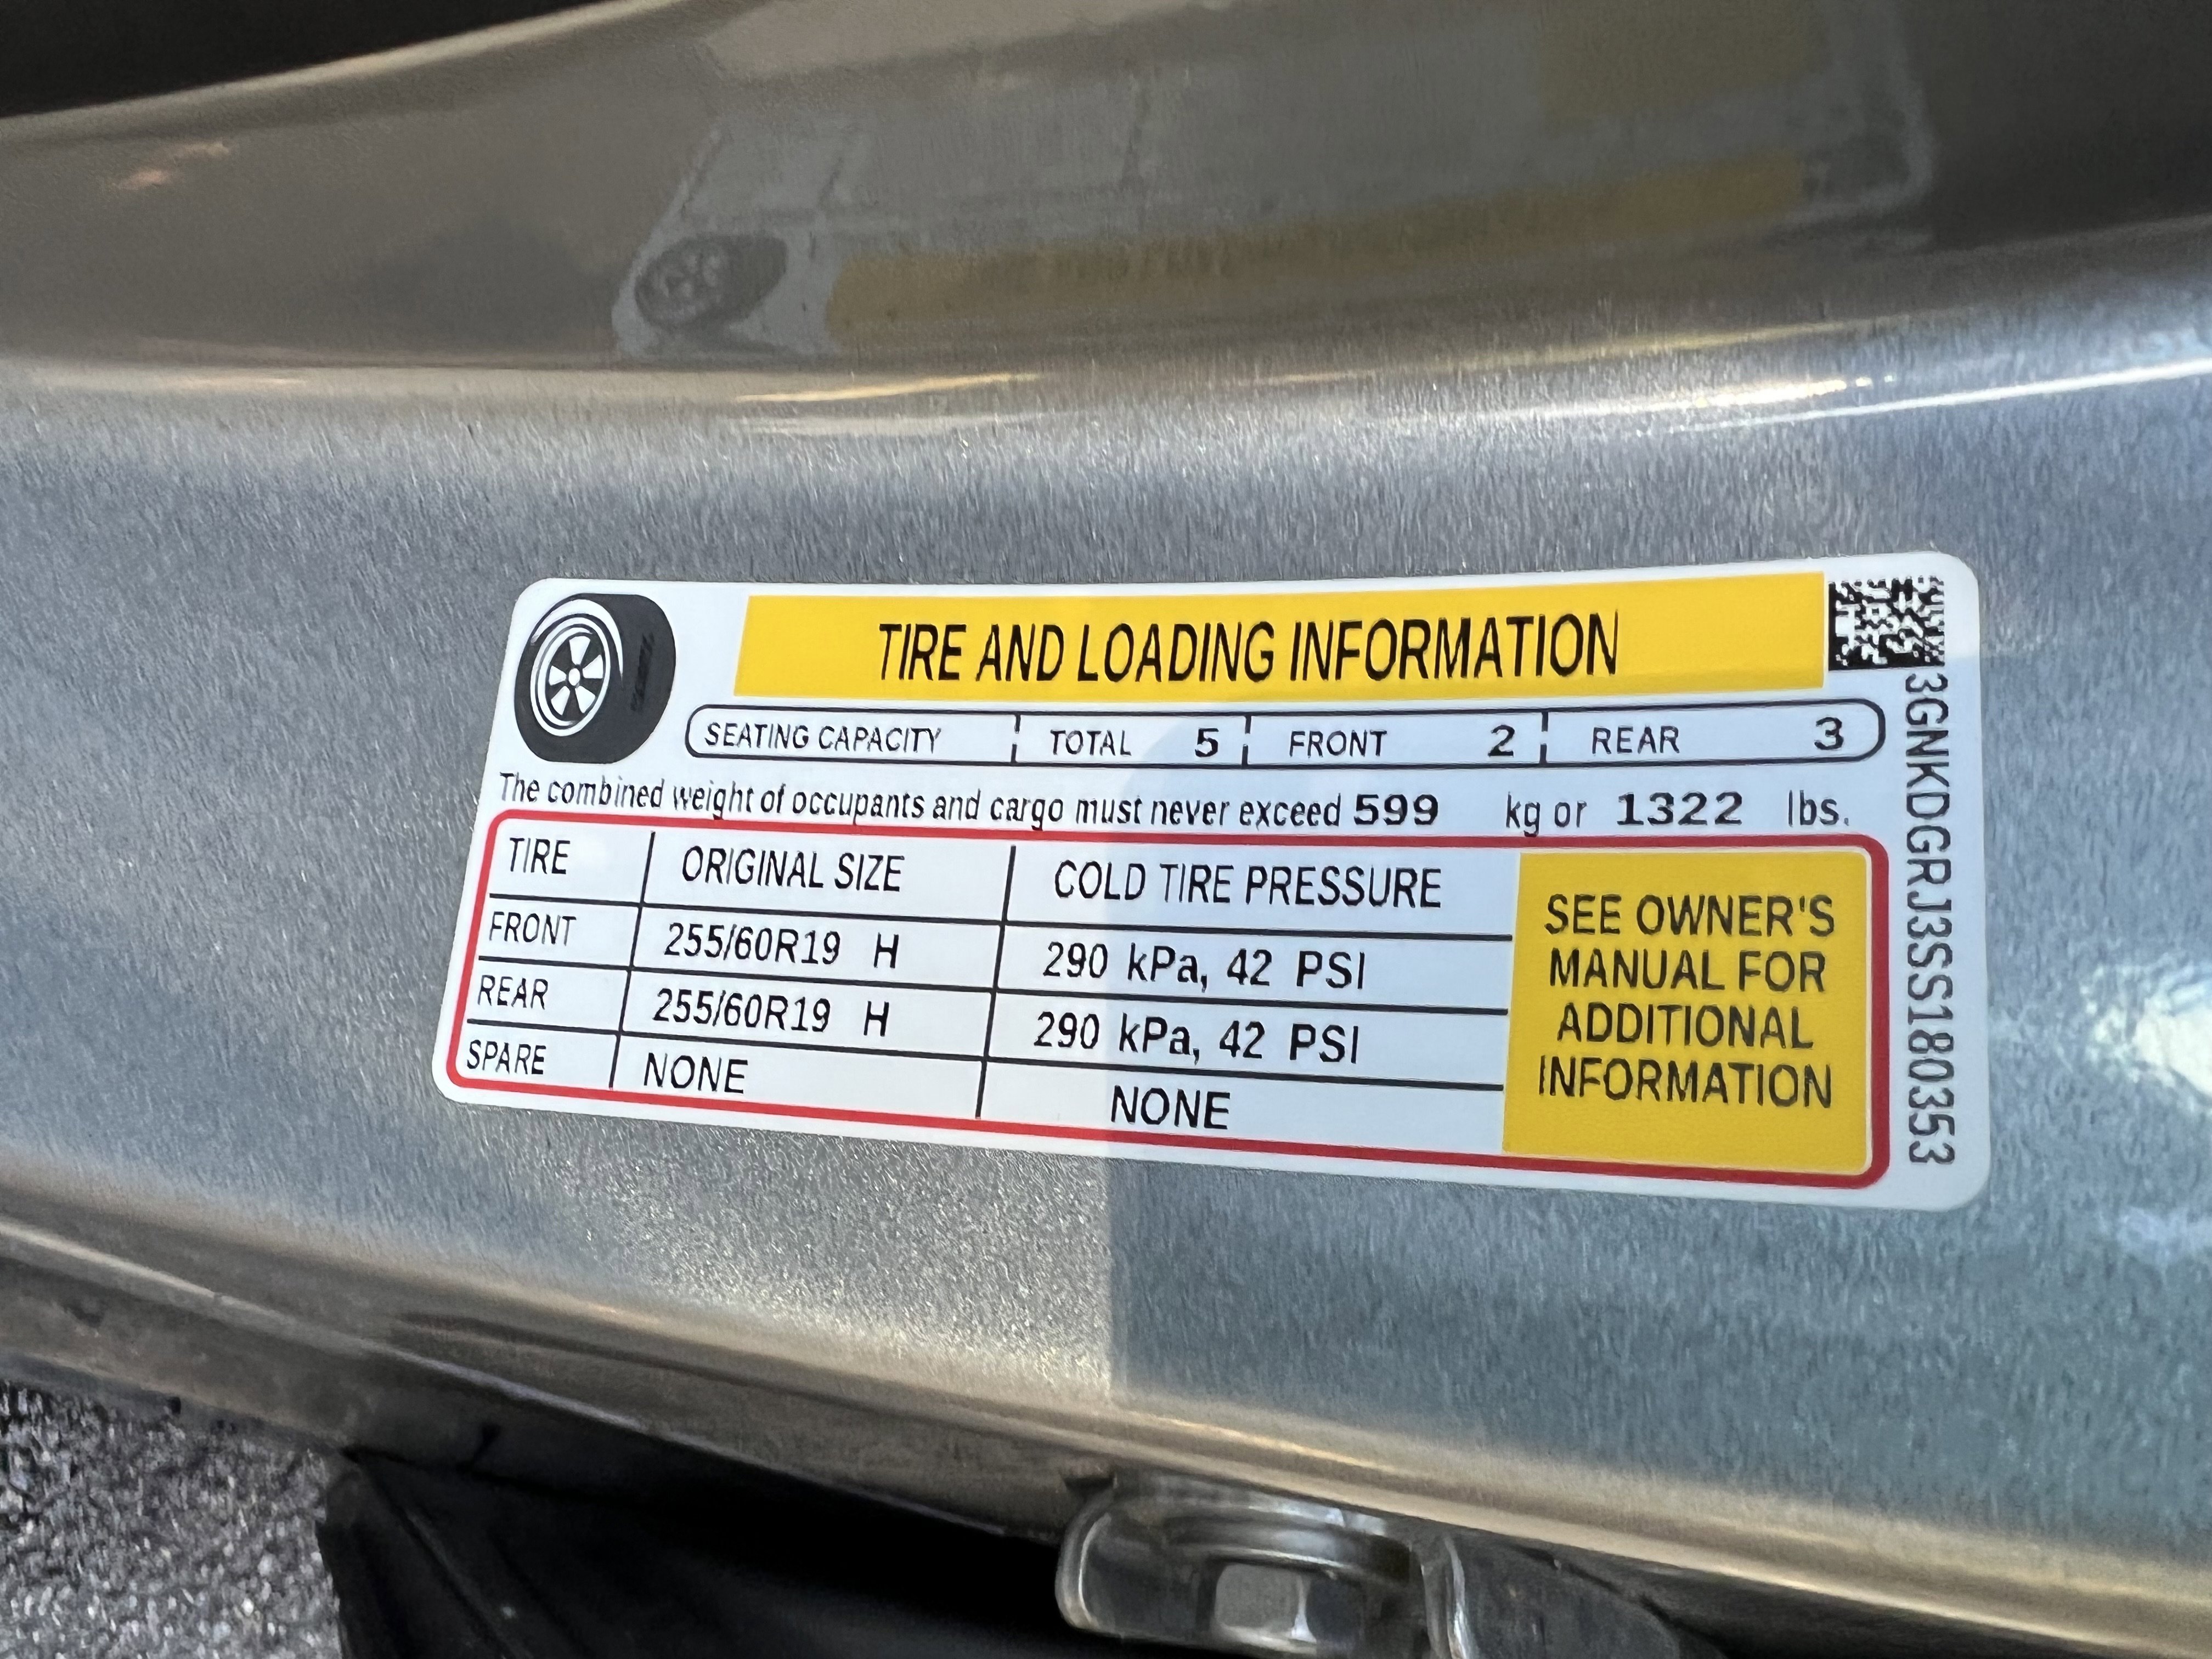 TIRE AND LOADING INFORMATION
SEATING CAPACITY TOTAL 5 FRONT 2 REAR 3
The combined weight of occupants and cargo must never exceed 599 kg or 1322 lbs.
TIRE ORIGINAL SIZE COLD TIRE PRESSURE
FRONT 255/60R19 H 290 kPa, 42 PSI
REAR 255/60R19 H 290 kPa, 42 PSI
SPARE NONE NONE
SEE OWNER'S
MANUAL FOR
ADDITIONAL
INFORMATION
3GNKDGRJ3SS180353